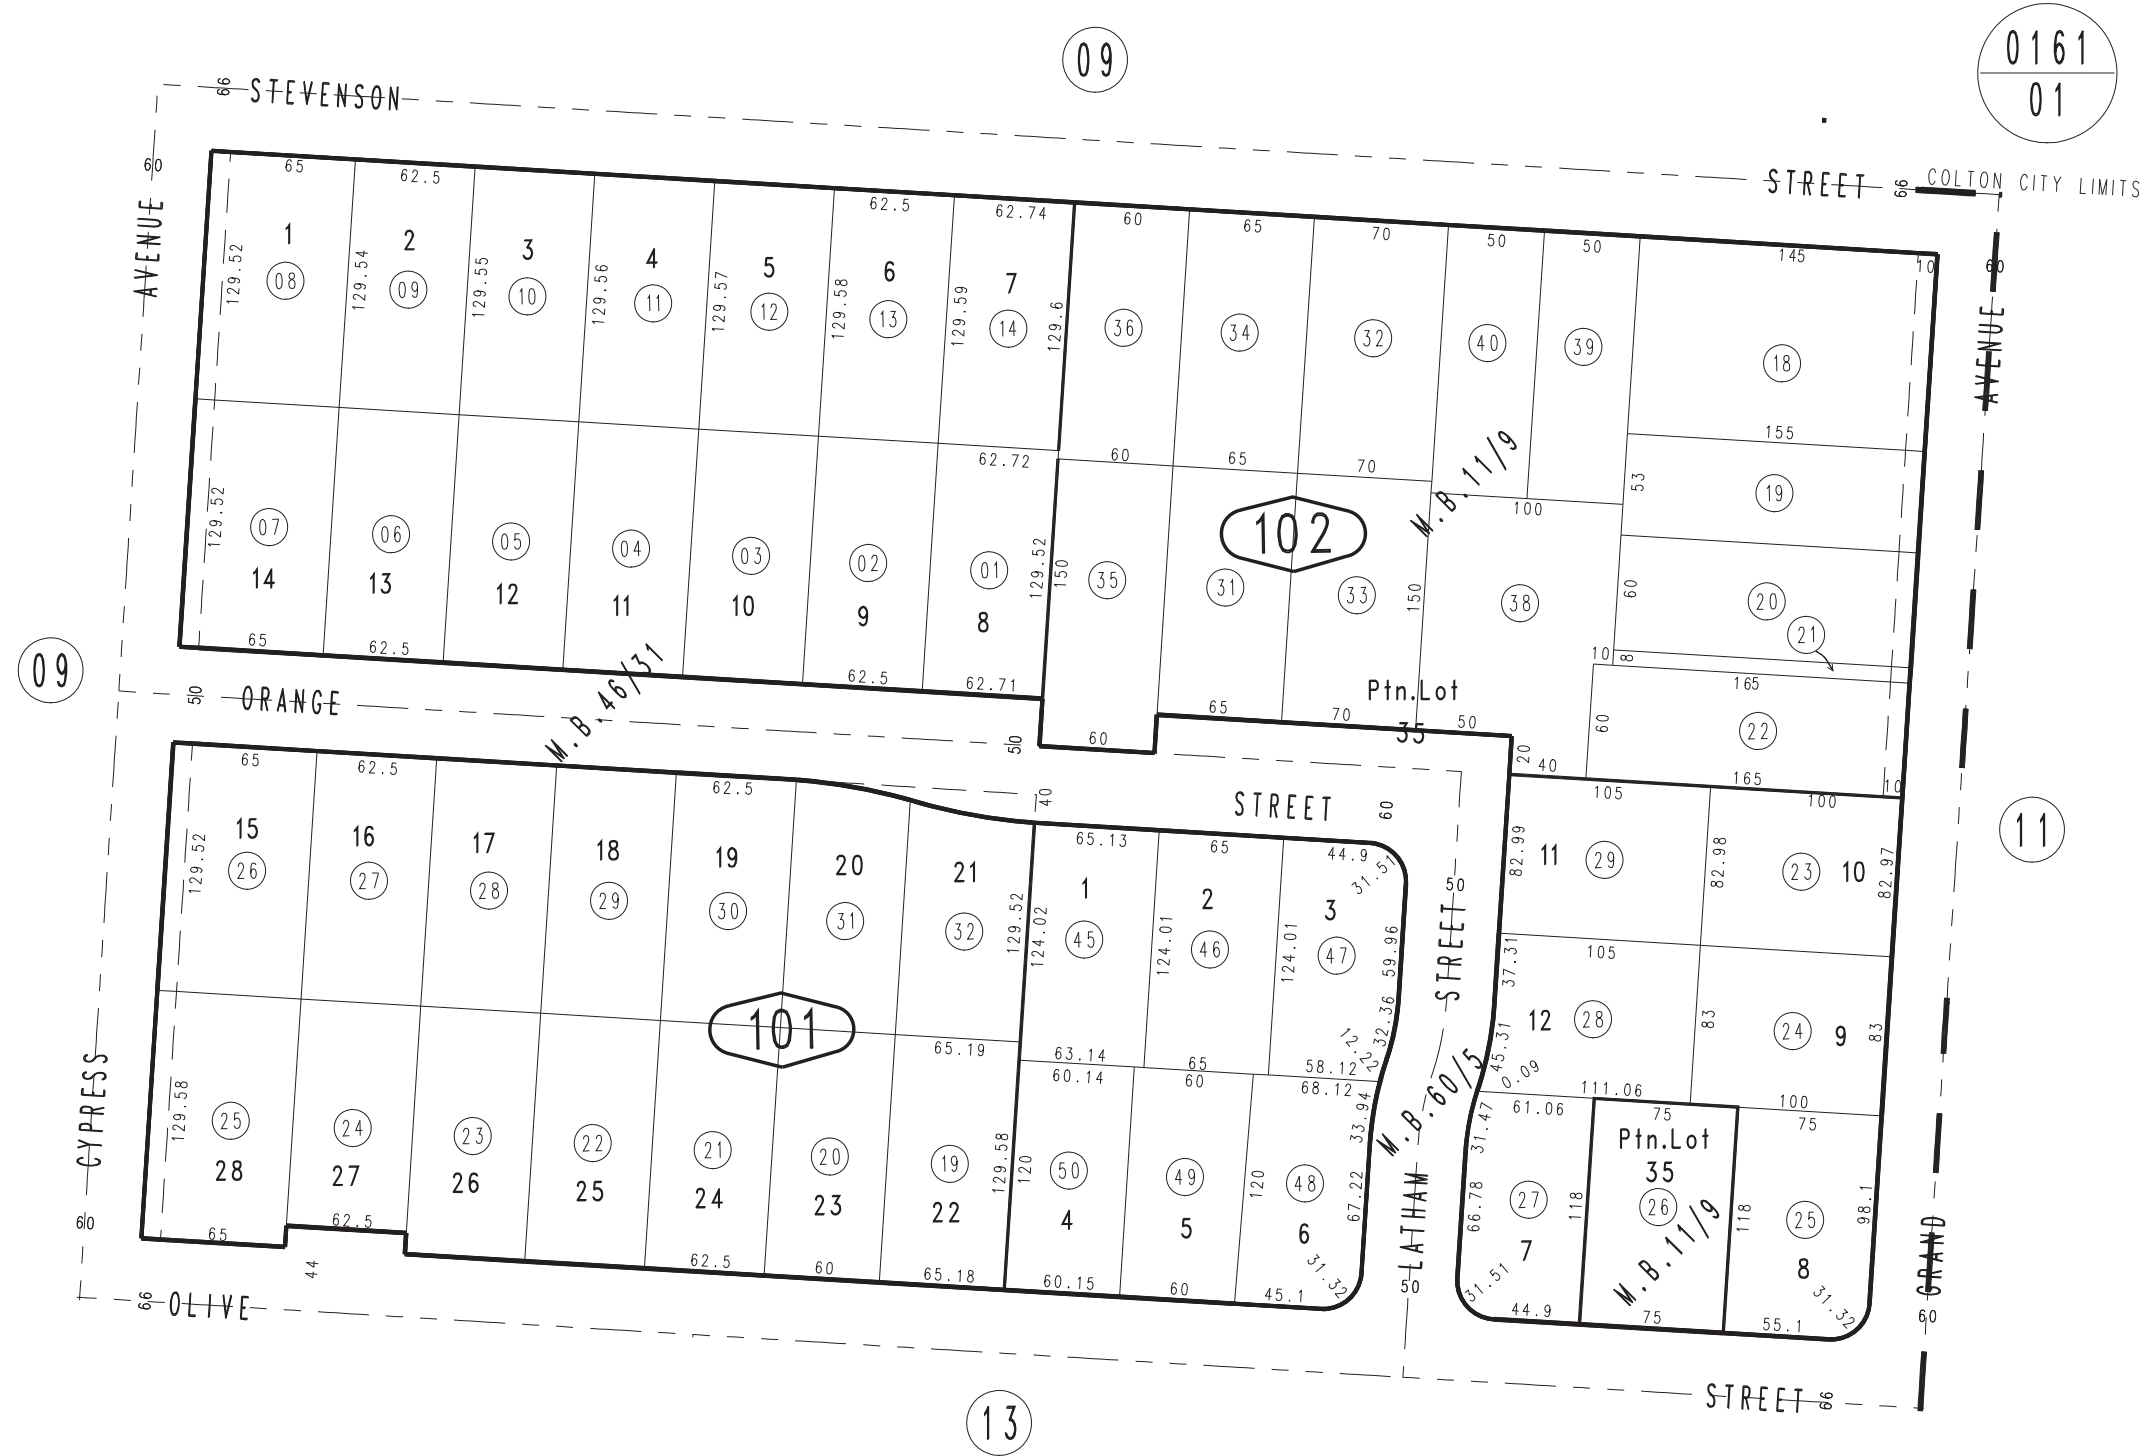 09
0161
01
66 STEVENSON
STREET 66 COLTON CITY LIMITS
60
AVENUE
65 62.5 62.5 62.74 60 65 70 50 50 145 10 60
1 2 3 4 5 6 7
129.52 129.54 129.55 129.56 129.57 129.58 129.59 129.6
08 09 10 11 12 13 14 36 34 32 40 39 18
AVENUE
62.72 60 65 70 155
M.B.11/9
53 19
100
102
129.52 129.52 150 150
07 06 05 04 03 02 01 35 31 33 38 60 20
14 13 12 11 10 9 8
21
10 8
65 62.5 62.5 62.71 65 70 50 165
Ptn.Lot
35
60 22
09
50 ORANGE
M.B.46/31
50 60
20 40 165 10
65 62.5 62.5 40
STREET 60
105 100
11
15 16 17 18 19 20 21
129.52 129.52
26 27 28 29 30 31 32
65.13 65 44.9 31.51
1 2 3
124.02 124.01 124.01 59.96
45 46 47
50
STREET
82.99 11 29 82.98 23 10 82.97
37.31 105
101
65.19 63.14 65 58.12 12.22 32.36
12 28 83 24 9 83
45.31 0.09
111.06 100
60.14 60 68.12 33.94
M.B.60/5
31.47 61.06 75 75
CYPRESS
129.58 129.58 120 120 67.22
25 24 23 22 21 20 19 50 49 48
28 27 26 25 24 23 22 4 5 6
Ptn.Lot
35
26
M.B.11/9
66.78 27 118 118 25 98.1
7 8
LATHAM
GRAND
60
65 62.5 62.5 60 65.18 60.15 60 45.1 31.32
44
50
31.51 44.9 75 55.1 31.32 60
66 OLIVE
STREET 66
13